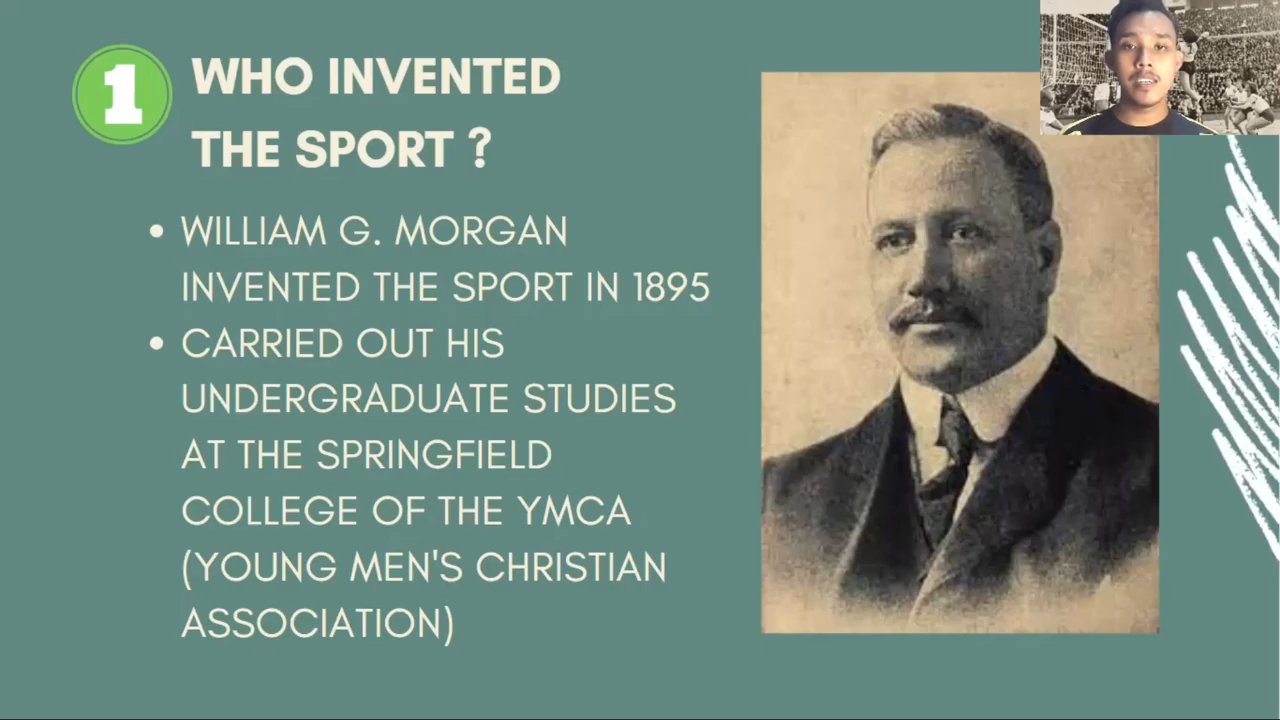 1
WHO INVENTED
THE SPORT ?
• WILLIAM G. MORGAN
INVENTED THE SPORT IN 1895
• CARRIED OUT HIS
UNDERGRADUATE STUDIES
AT THE SPRINGFIELD
COLLEGE OF THE YMCA
(YOUNG MEN'S CHRISTIAN
ASSOCIATION)